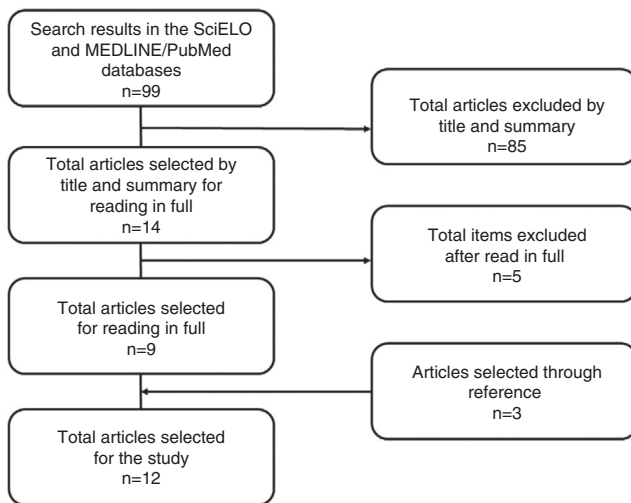 Search results in the SciELO
and MEDLINE/PubMed
databases
n=99
Total articles excluded by
title and summary
n=85
Total articles selected by
title and summary for
reading in full
n=14
Total items excluded
after read in full
n=5
Total articles selected
for reading in full
n=9
Articles selected through
reference
n=3
Total articles selected
for the study
n=12